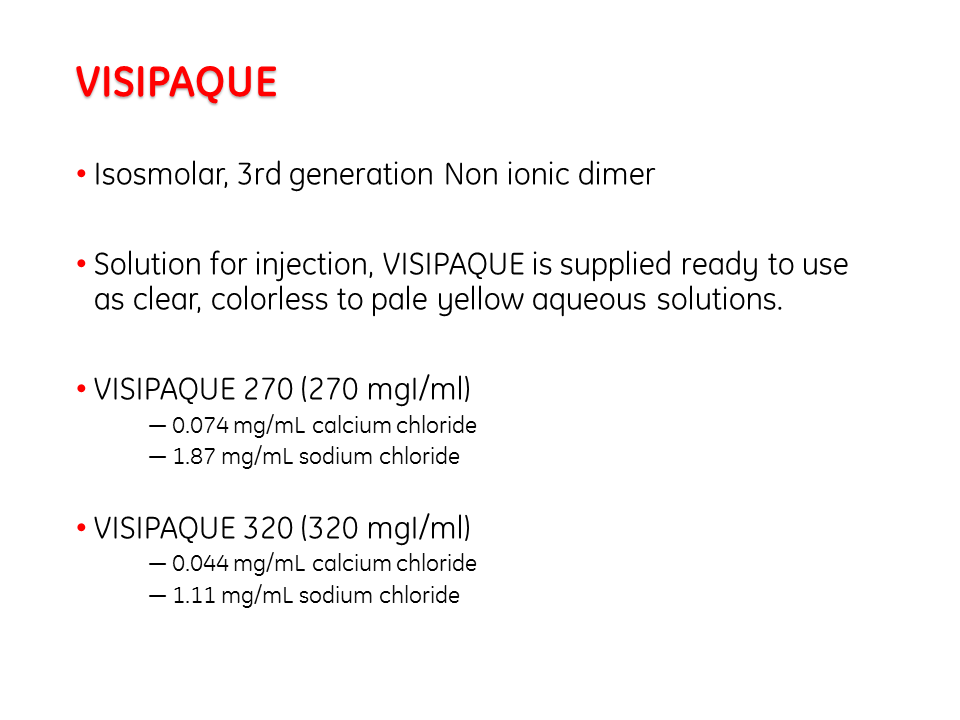 VISIPAQUE
• Isosmolar, 3rd generation Non ionic dimer
• Solution for injection, VISIPAQUE is supplied ready to use
as clear, colorless to pale yellow aqueous solutions.
• VISIPAQUE 270 (270 mgI/ml)
— 0.074 mg/mL calcium chloride
— 1.87 mg/mL sodium chloride
• VISIPAQUE 320 (320 mgI/ml)
— 0.044 mg/mL calcium chloride
— 1.11 mg/mL sodium chloride